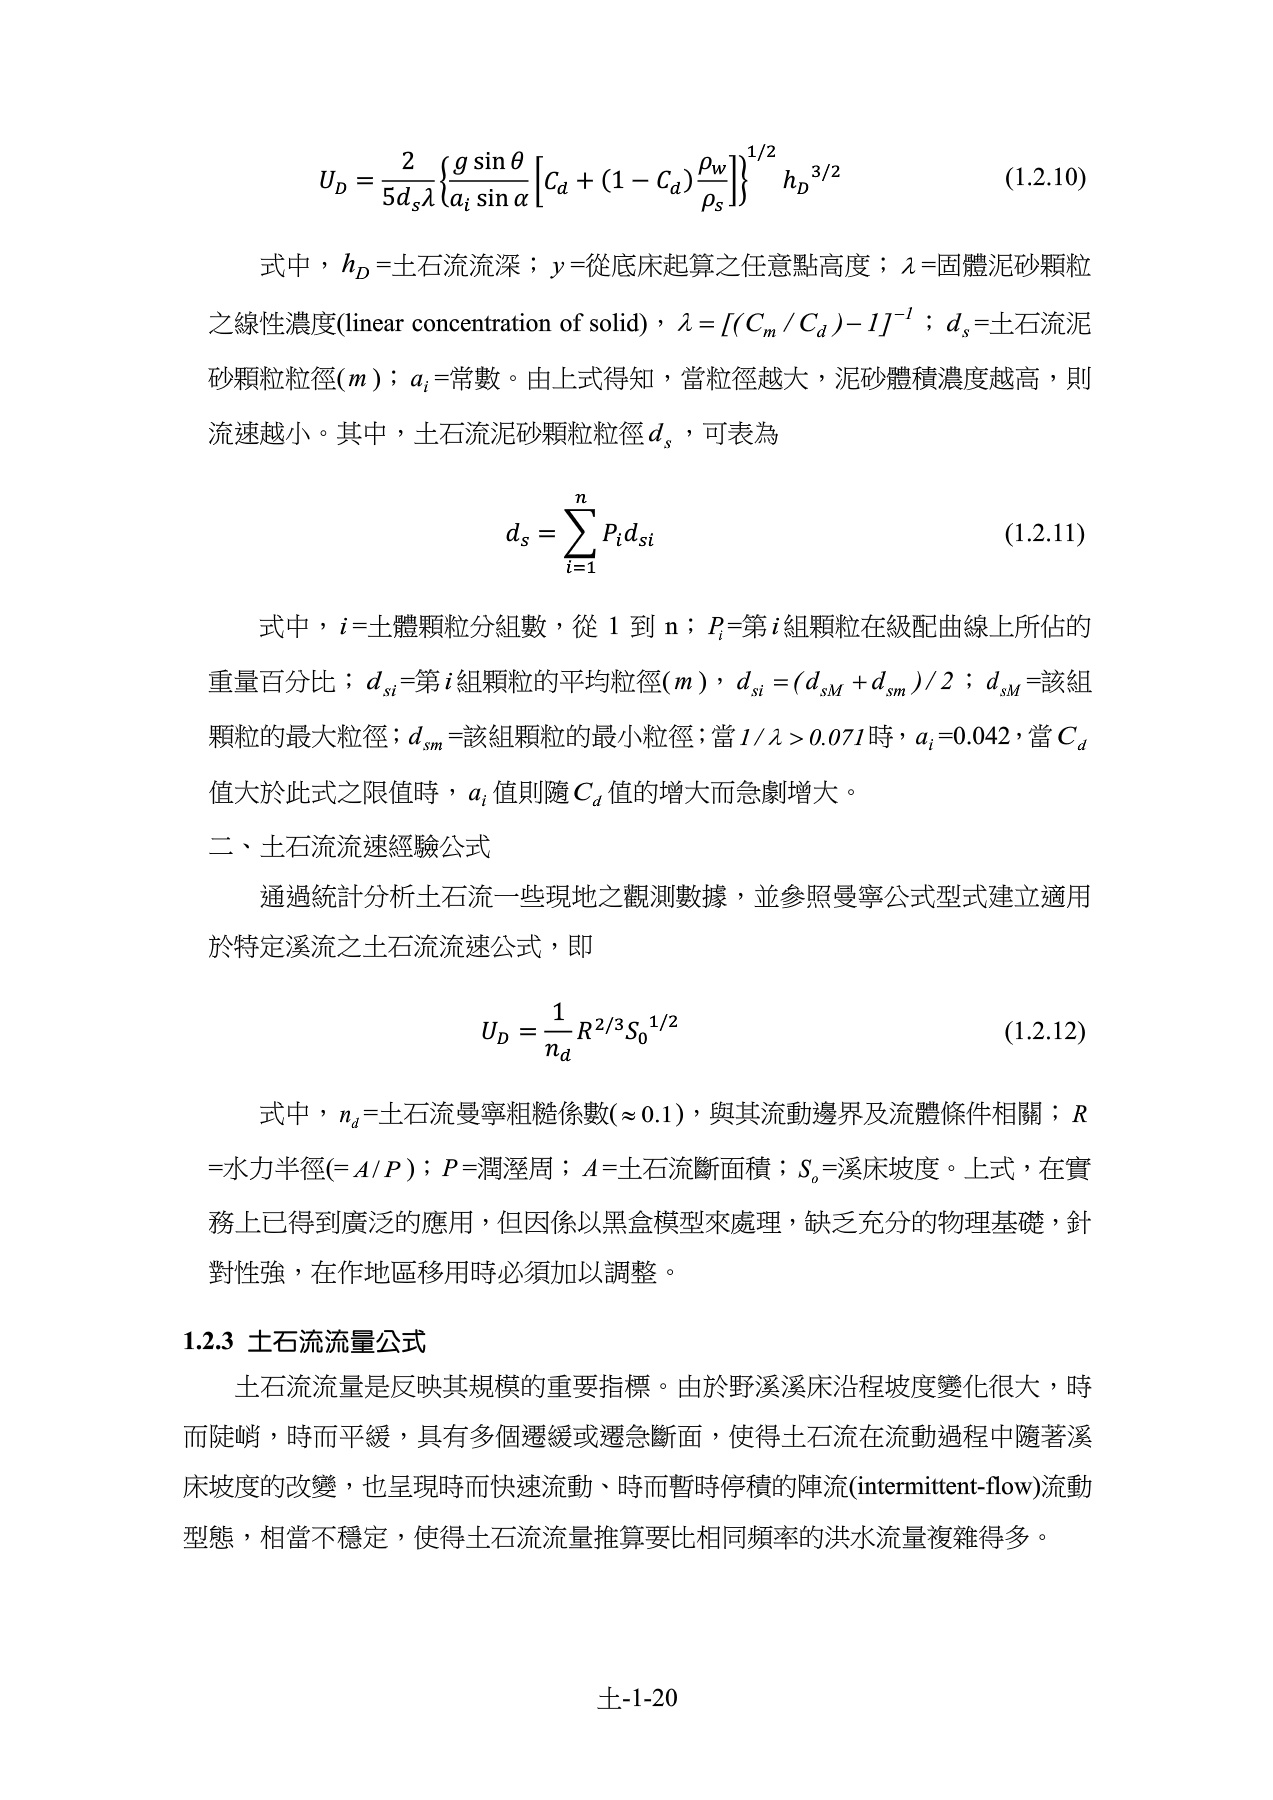 U_D = \frac{2}{5d_sλ}\left\{\frac{g \sin θ}{a_i \sin α}\left[C_d + (1 − C_d)\frac{ρ_w}{ρ_s}\right]\right\}^{1/2} h_D^{3/2} (1.2.10)
式中，h_D=土石流流深；y=從底床起算之任意點高度；λ=固體泥砂顆粒
之線性濃度(linear concentration of solid)，λ = [(C_m / C_d) − 1]^{−1}；d_s=土石流泥
砂顆粒粒徑(m)；a_i=常數。由上式得知，當粒徑越大，泥砂體積濃度越高，則
流速越小。其中，土石流泥砂顆粒粒徑d_s，可表為
d_s = \sum_{i=1}^{n} P_i d_{si} (1.2.11)
式中，i=土體顆粒分組數，從 1 到 n；P_i=第i組顆粒在級配曲線上所佔的
重量百分比；d_{si}=第i組顆粒的平均粒徑(m)，d_{si} = (d_{sM} + d_{sm}) / 2；d_{sM}=該組
顆粒的最大粒徑；d_{sm}=該組顆粒的最小粒徑；當1/λ > 0.071時，a_i=0.042，當C_d
值大於此式之限值時，a_i值則隨C_d值的增大而急劇增大。
二、土石流流速經驗公式
通過統計分析土石流一些現地之觀測數據，並參照曼寧公式型式建立適用
於特定溪流之土石流流速公式，即
U_D = \frac{1}{n_d} R^{2/3} S_0^{1/2} (1.2.12)
式中，n_d=土石流曼寧粗糙係數(≈0.1)，與其流動邊界及流體條件相關；R
=水力半徑(=A/P)；P=潤溼周；A=土石流斷面積；S_o=溪床坡度。上式，在實
務上已得到廣泛的應用，但因係以黑盒模型來處理，缺乏充分的物理基礎，針
對性強，在作地區移用時必須加以調整。
1.2.3 土石流流量公式
土石流流量是反映其規模的重要指標。由於野溪溪床沿程坡度變化很大，時
而陡峭，時而平緩，具有多個遷緩或遷急斷面，使得土石流在流動過程中隨著溪
床坡度的改變，也呈現時而快速流動、時而暫時停積的陣流(intermittent-flow)流動
型態，相當不穩定，使得土石流流量推算要比相同頻率的洪水流量複雜得多。
土-1-20